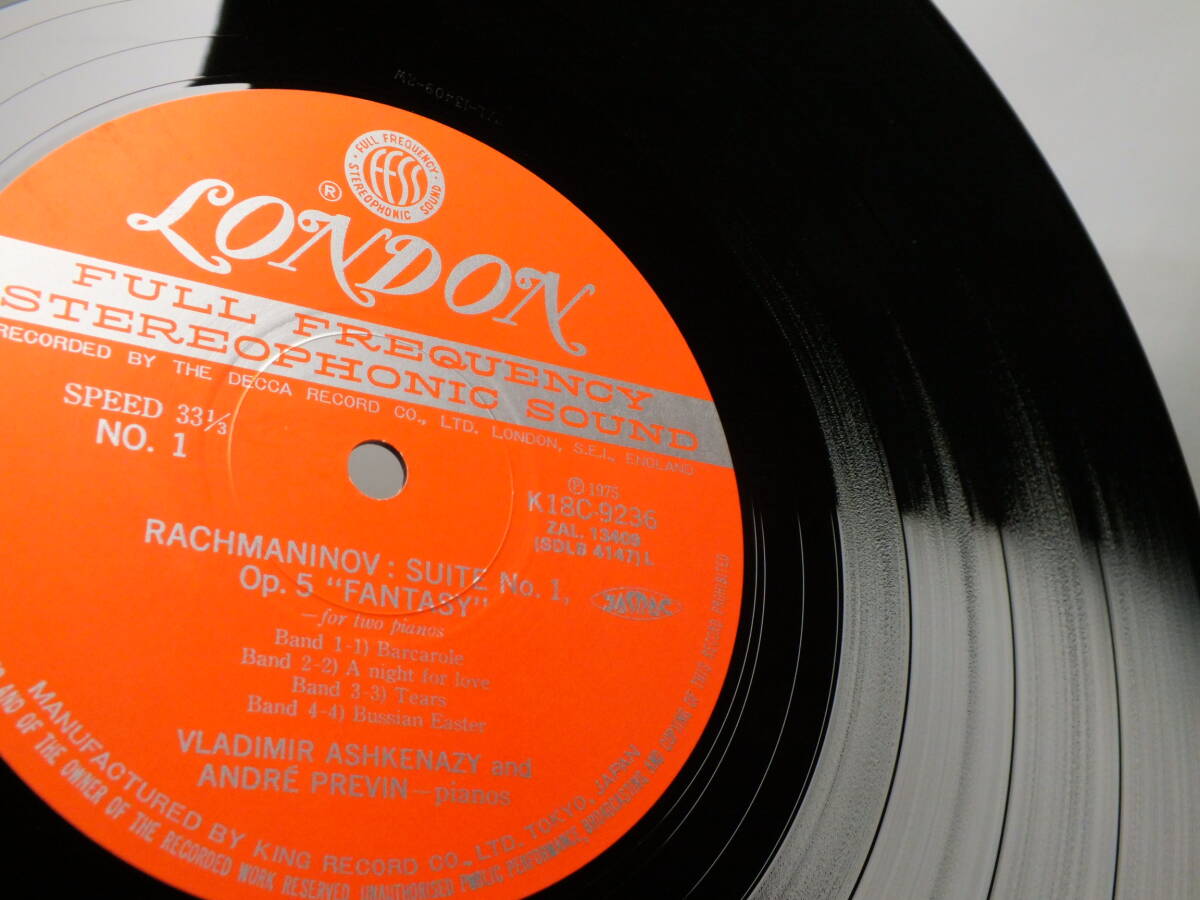 FULL FREQUENCY
ffss
STEREOPHONIC SOUND
LONDON ®
FULL FREQUENCY
STEREOPHONIC SOUND
RECORDED BY THE DECCA RECORD CO., LTD. LONDON, S.E.I., ENGLAND
SPEED 33⅓
NO. 1
℗ 1975
K18C-9236
ZAL. 13409
(SDLB 4147) L
RACHMANINOV : SUITE No. 1,
Op. 5 "FANTASY"
—for two pianos
Band 1-1) Barcarole
Band 2-2) A night for love
Band 3-3) Tears
Band 4-4) Bussian Easter
VLADIMIR ASHKENAZY and
ANDRÉ PREVIN—pianos
MANUFACTURED BY KING RECORD CO., LTD. TOKYO, JAPAN
AND OF THE OWNER OF THE RECORDED WORK RESERVED. UNAUTHORISED PUBLIC PERFORMANCE, BROADCASTING AND COPYING OF THIS RECORD PROHIBITED